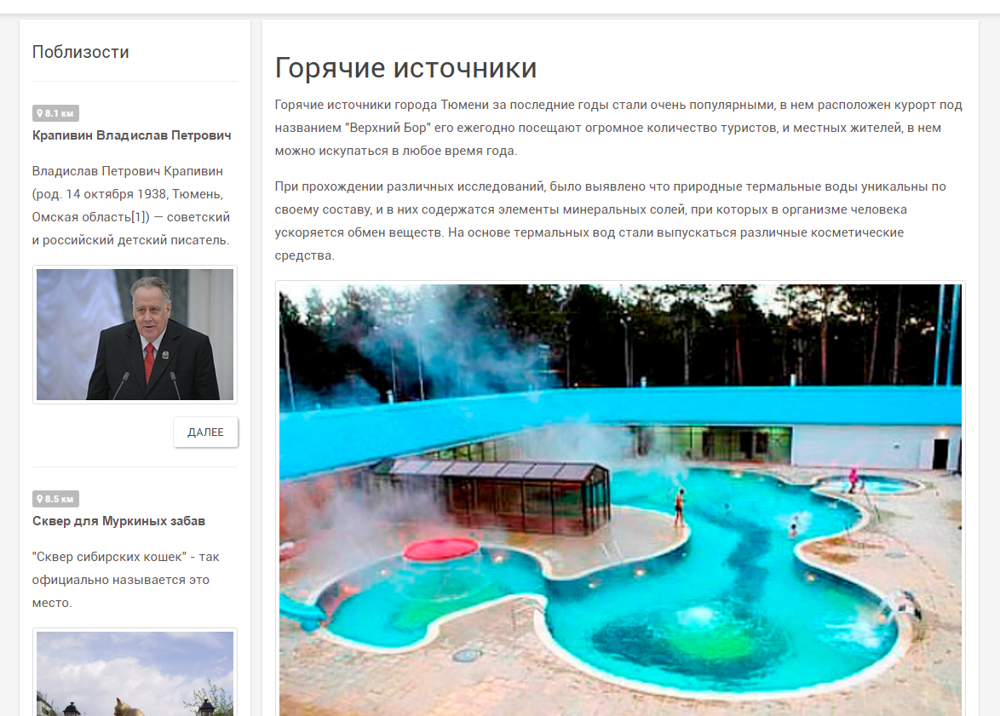 Поблизости
8.1 км
Крапивин Владислав Петрович
Владислав Петрович Крапивин
(род. 14 октября 1938, Тюмень,
Омская область[1]) — советский
и российский детский писатель.
ДАЛЕЕ
8.5 км
Сквер для Муркиных забав
"Сквер сибирских кошек" - так
официально называется это
место.
Горячие источники
Горячие источники города Тюмени за последние годы стали очень популярными, в нем расположен курорт под
названием "Верхний Бор" его ежегодно посещают огромное количество туристов, и местных жителей, в нем
можно искупаться в любое время года.
При прохождении различных исследований, было выявлено что природные термальные воды уникальны по
своему составу, и в них содержатся элементы минеральных солей, при которых в организме человека
ускоряется обмен веществ. На основе термальных вод стали выпускаться различные косметические
средства.